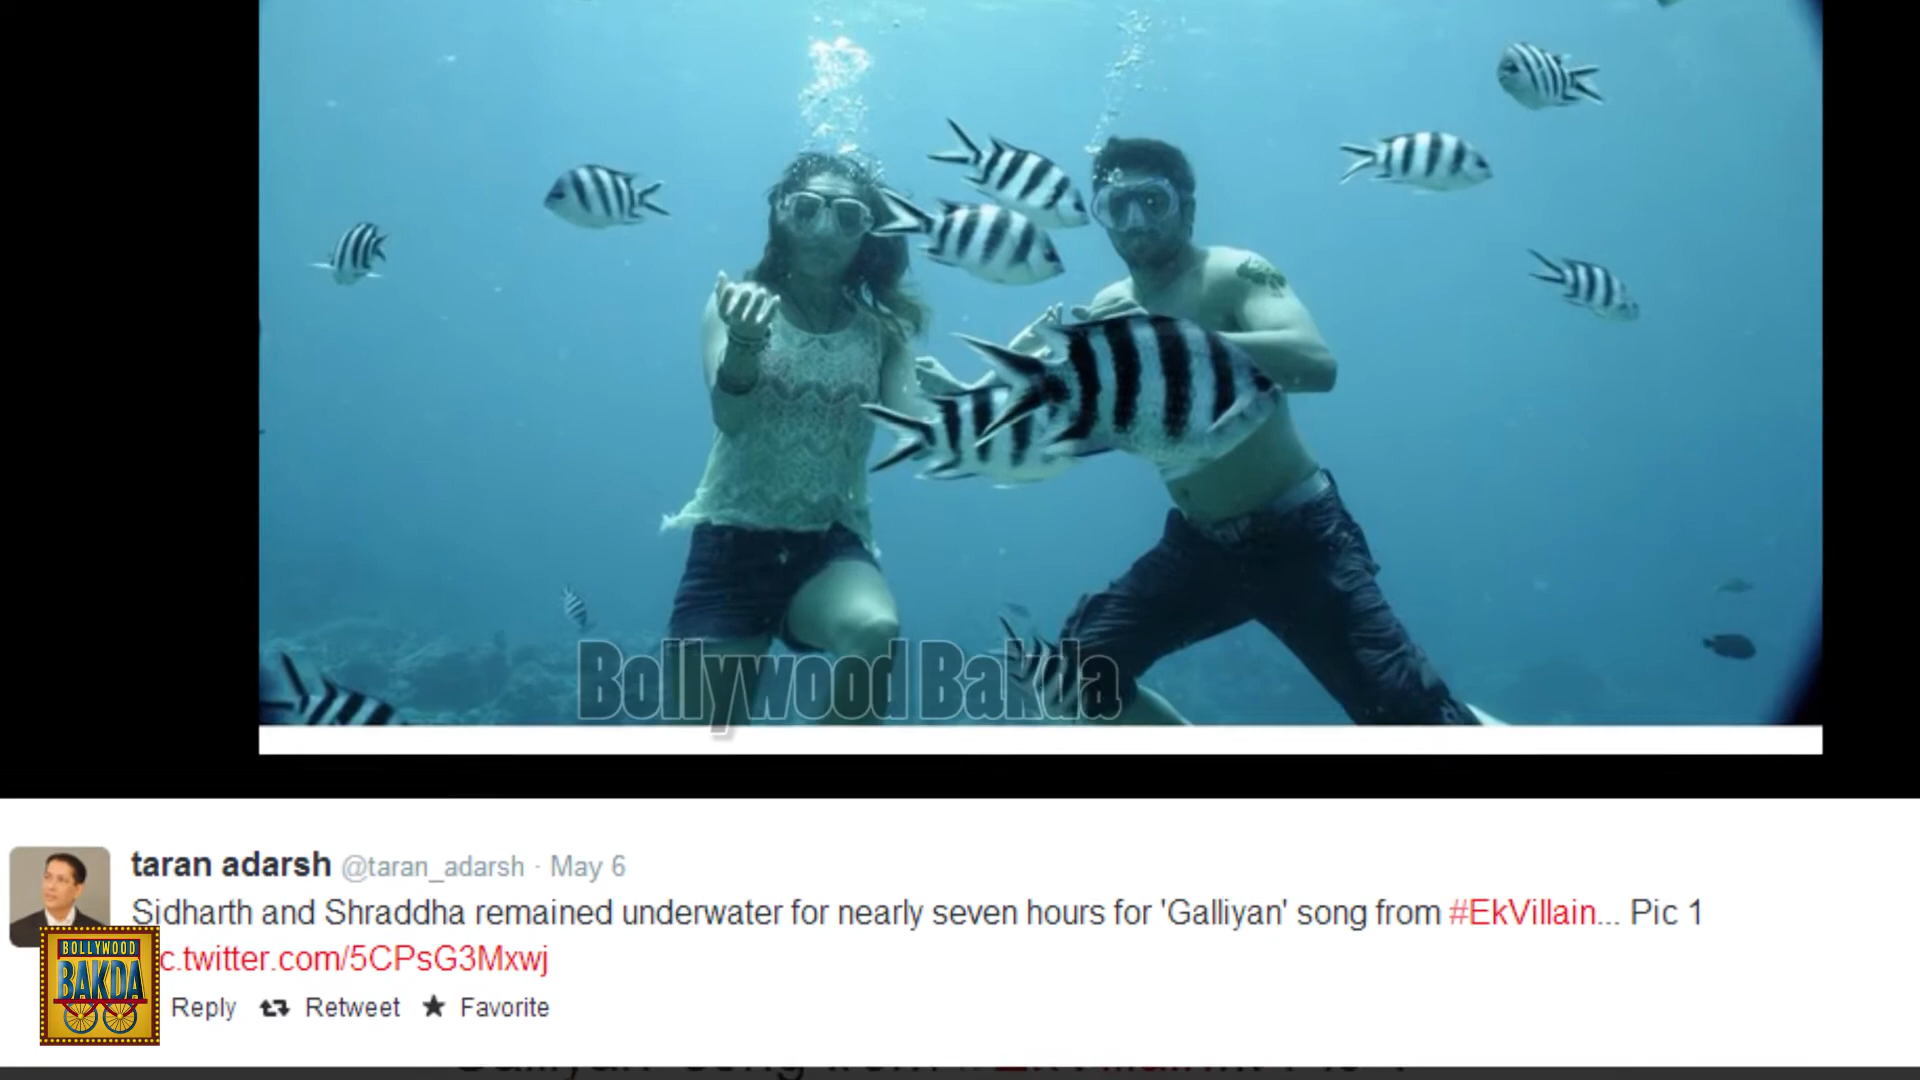 Bollywood Bakda
taran adarsh @taran_adarsh · May 6
Sidharth and Shraddha remained underwater for nearly seven hours for 'Galliyan' song from #EkVillain... Pic 1
c.twitter.com/5CPsG3Mxwj
BOLLYWOOD
BAKDA
Reply Retweet Favorite